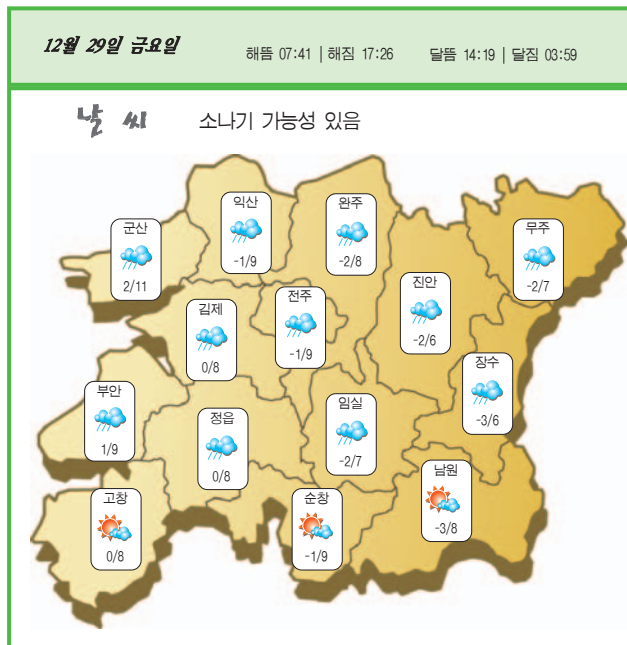 12월 29일 금요일
해뜸 07:41 | 해짐 17:26
달뜸 14:19 | 달짐 03:59
날 씨
소나기 가능성 있음
익산
-1/9
완주
-2/8
군산
2/11
무주
-2/7
진안
-2/6
전주
-1/9
김제
0/8
장수
-3/6
부안
1/9
임실
-2/7
정읍
0/8
남원
-3/8
고창
0/8
순창
-1/9